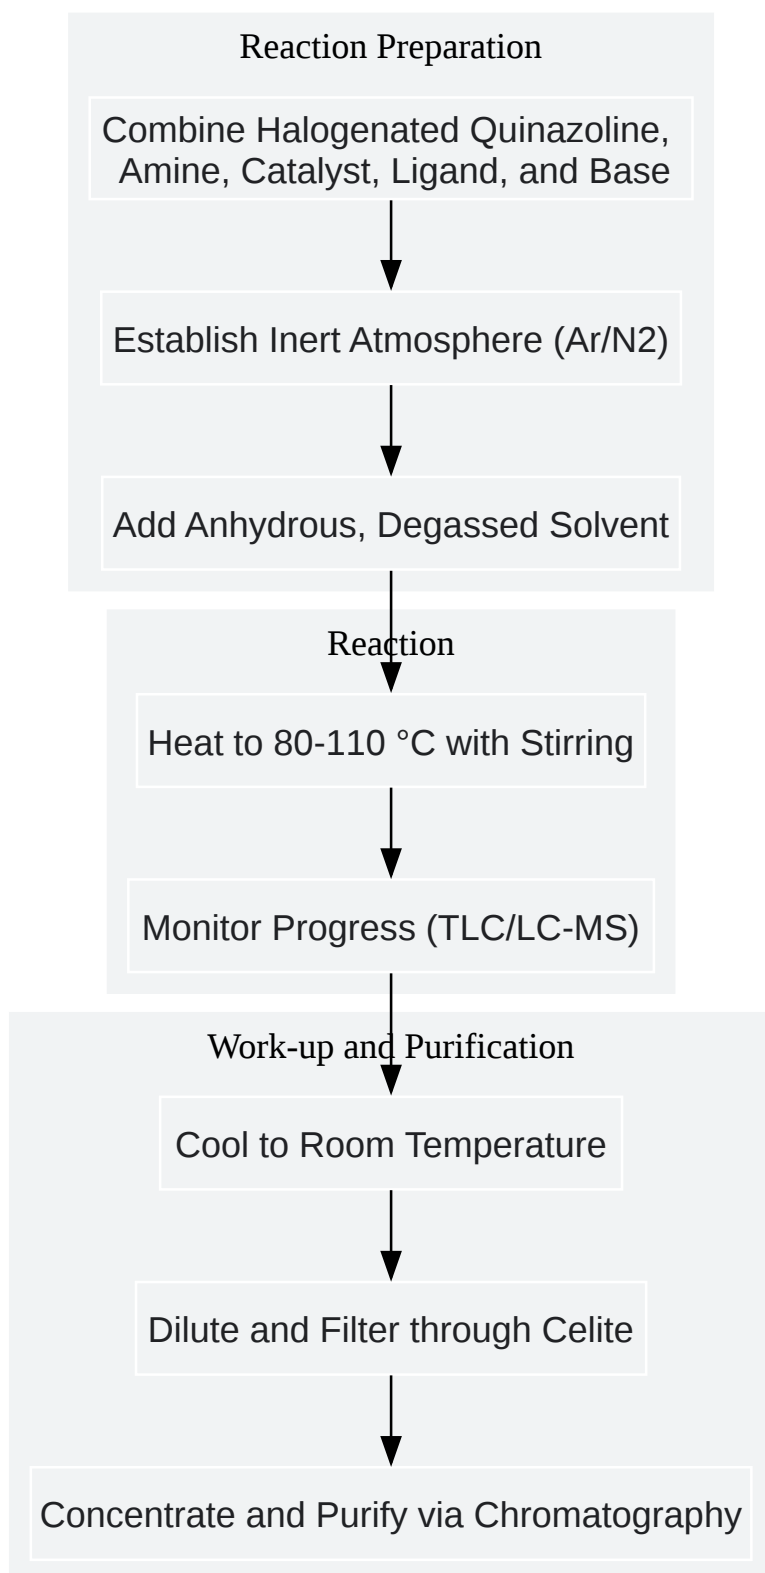 Reaction Preparation
Combine Halogenated Quinazoline,
Amine, Catalyst, Ligand, and Base
Establish Inert Atmosphere (Ar/N2)
Add Anhydrous, Degassed Solvent
Reaction
Heat to 80-110 °C with Stirring
Monitor Progress (TLC/LC-MS)
Work-up and Purification
Cool to Room Temperature
Dilute and Filter through Celite
Concentrate and Purify via Chromatography